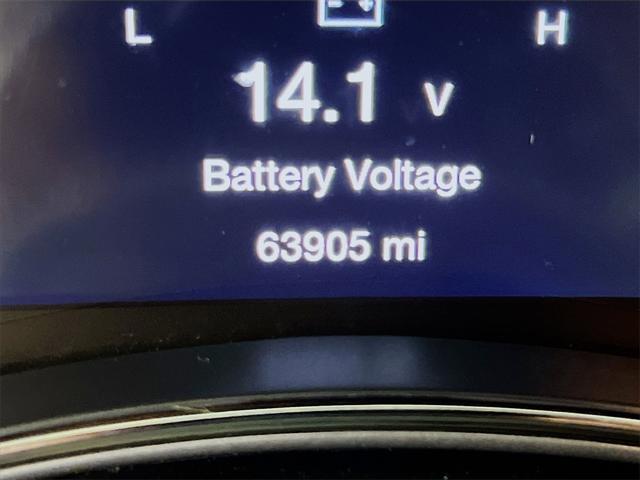 L H
14.1 V
Battery Voltage
63905 mi